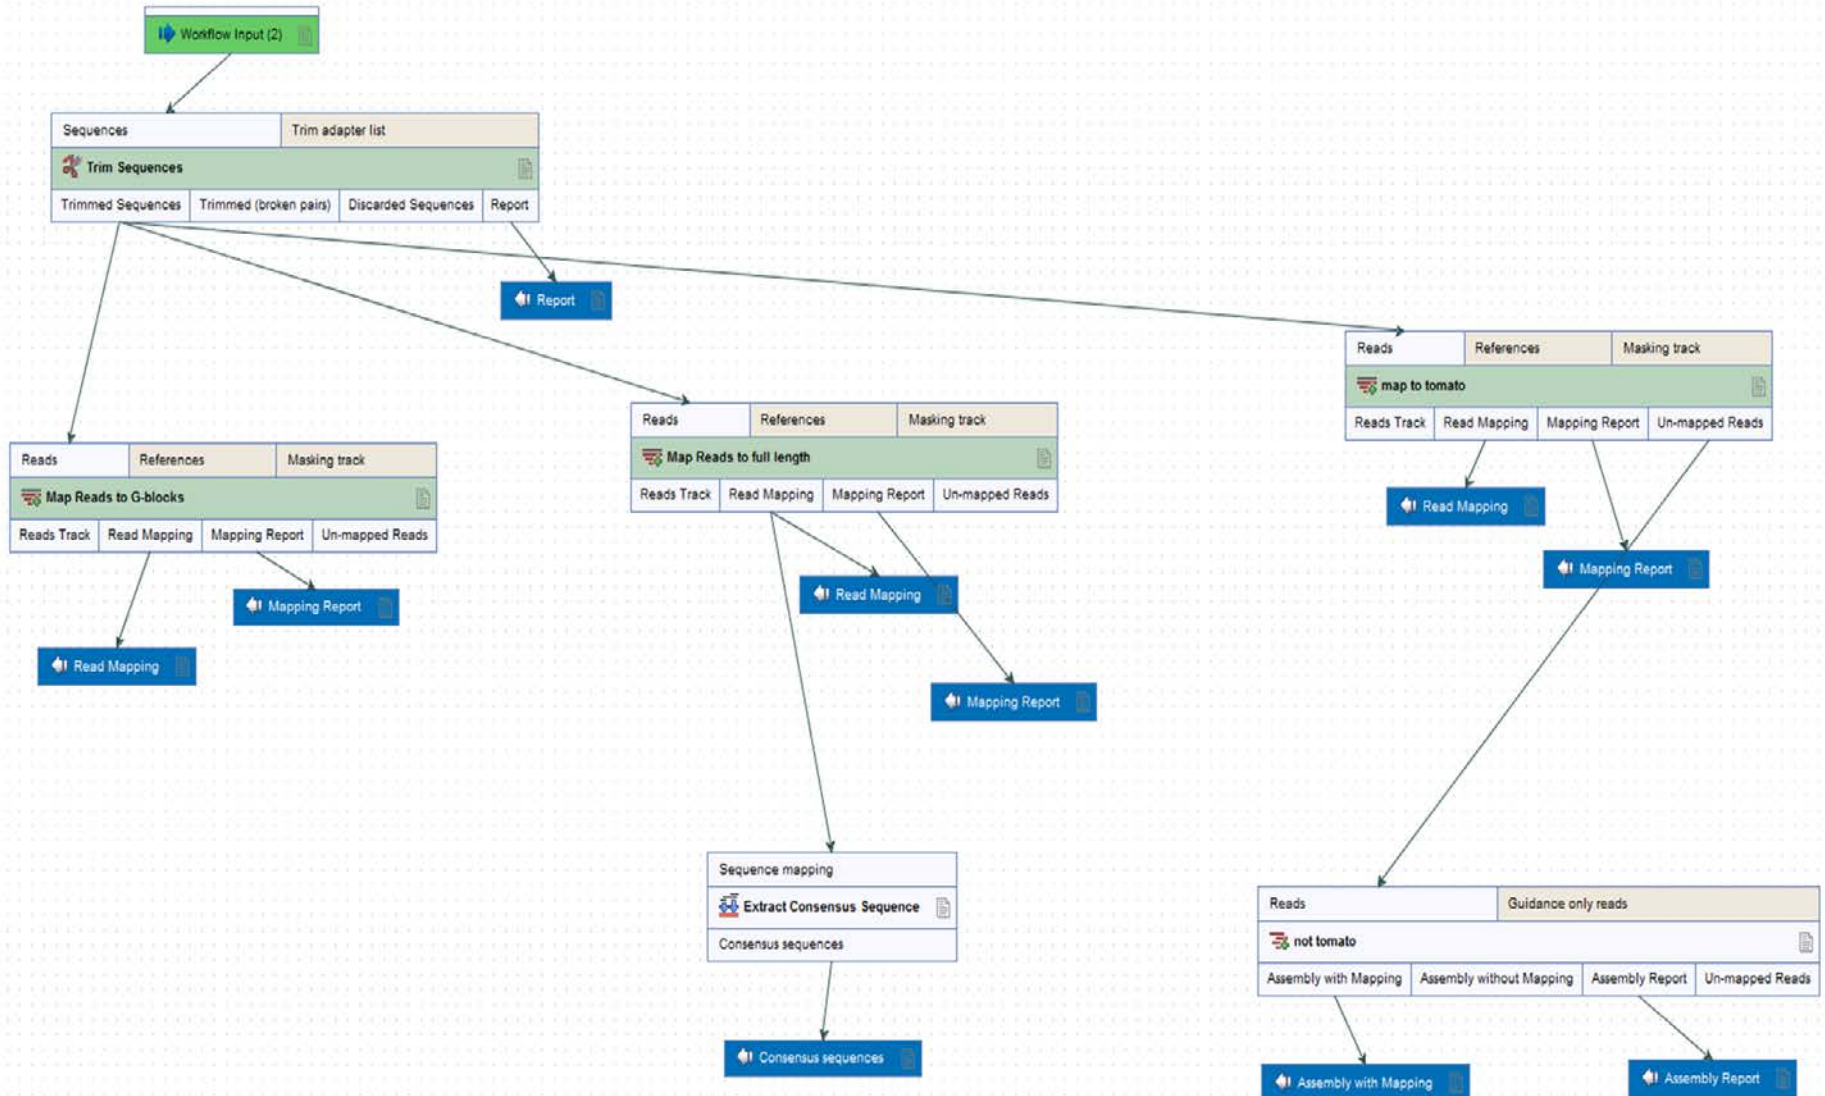 Workflow Input (2)
Sequences Trim adapter list
Trim Sequences
Trimmed Sequences Trimmed (broken pairs) Discarded Sequences Report
Report
Reads References Masking track
map to tomato
Reads Track Read Mapping Mapping Report Un-mapped Reads
Read Mapping
Mapping Report
Reads References Masking track
Map Reads to full length
Reads Track Read Mapping Mapping Report Un-mapped Reads
Read Mapping
Mapping Report
Reads References Masking track
Map Reads to G-blocks
Reads Track Read Mapping Mapping Report Un-mapped Reads
Mapping Report
Read Mapping
Sequence mapping
Extract Consensus Sequence
Consensus sequences
Consensus sequences
Reads Guidance only reads
not tomato
Assembly with Mapping Assembly without Mapping Assembly Report Un-mapped Reads
Assembly with Mapping
Assembly Report